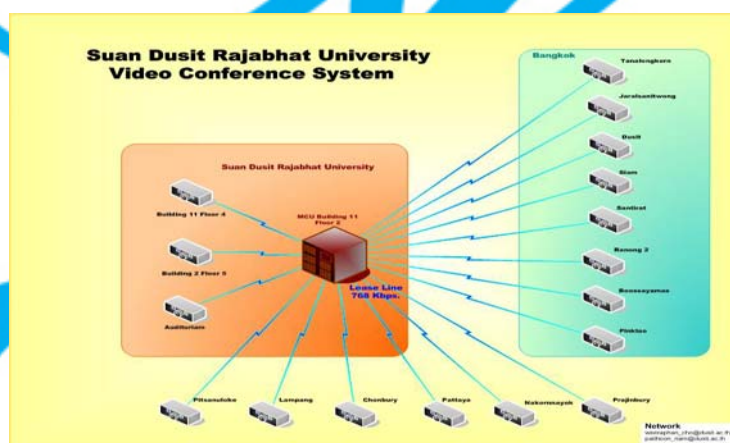 Suan Dusit Rajabhat University
Video Conference System
Bangkok
Tanalongkorn
Jaralsanitwong
Dusit
Siam
Santirat
Ranong 2
Pinklao
Suan Dusit Rajabhat University
MCU Building 11
Floor 2
Building 11 Floor 4
Building 2 Floor 5
Auditorium
Lease Line
768 Kbps.
Pitsanuloke
Lampang
Chonbury
Pattaya
Nakornnayok
Prajinbury
Network